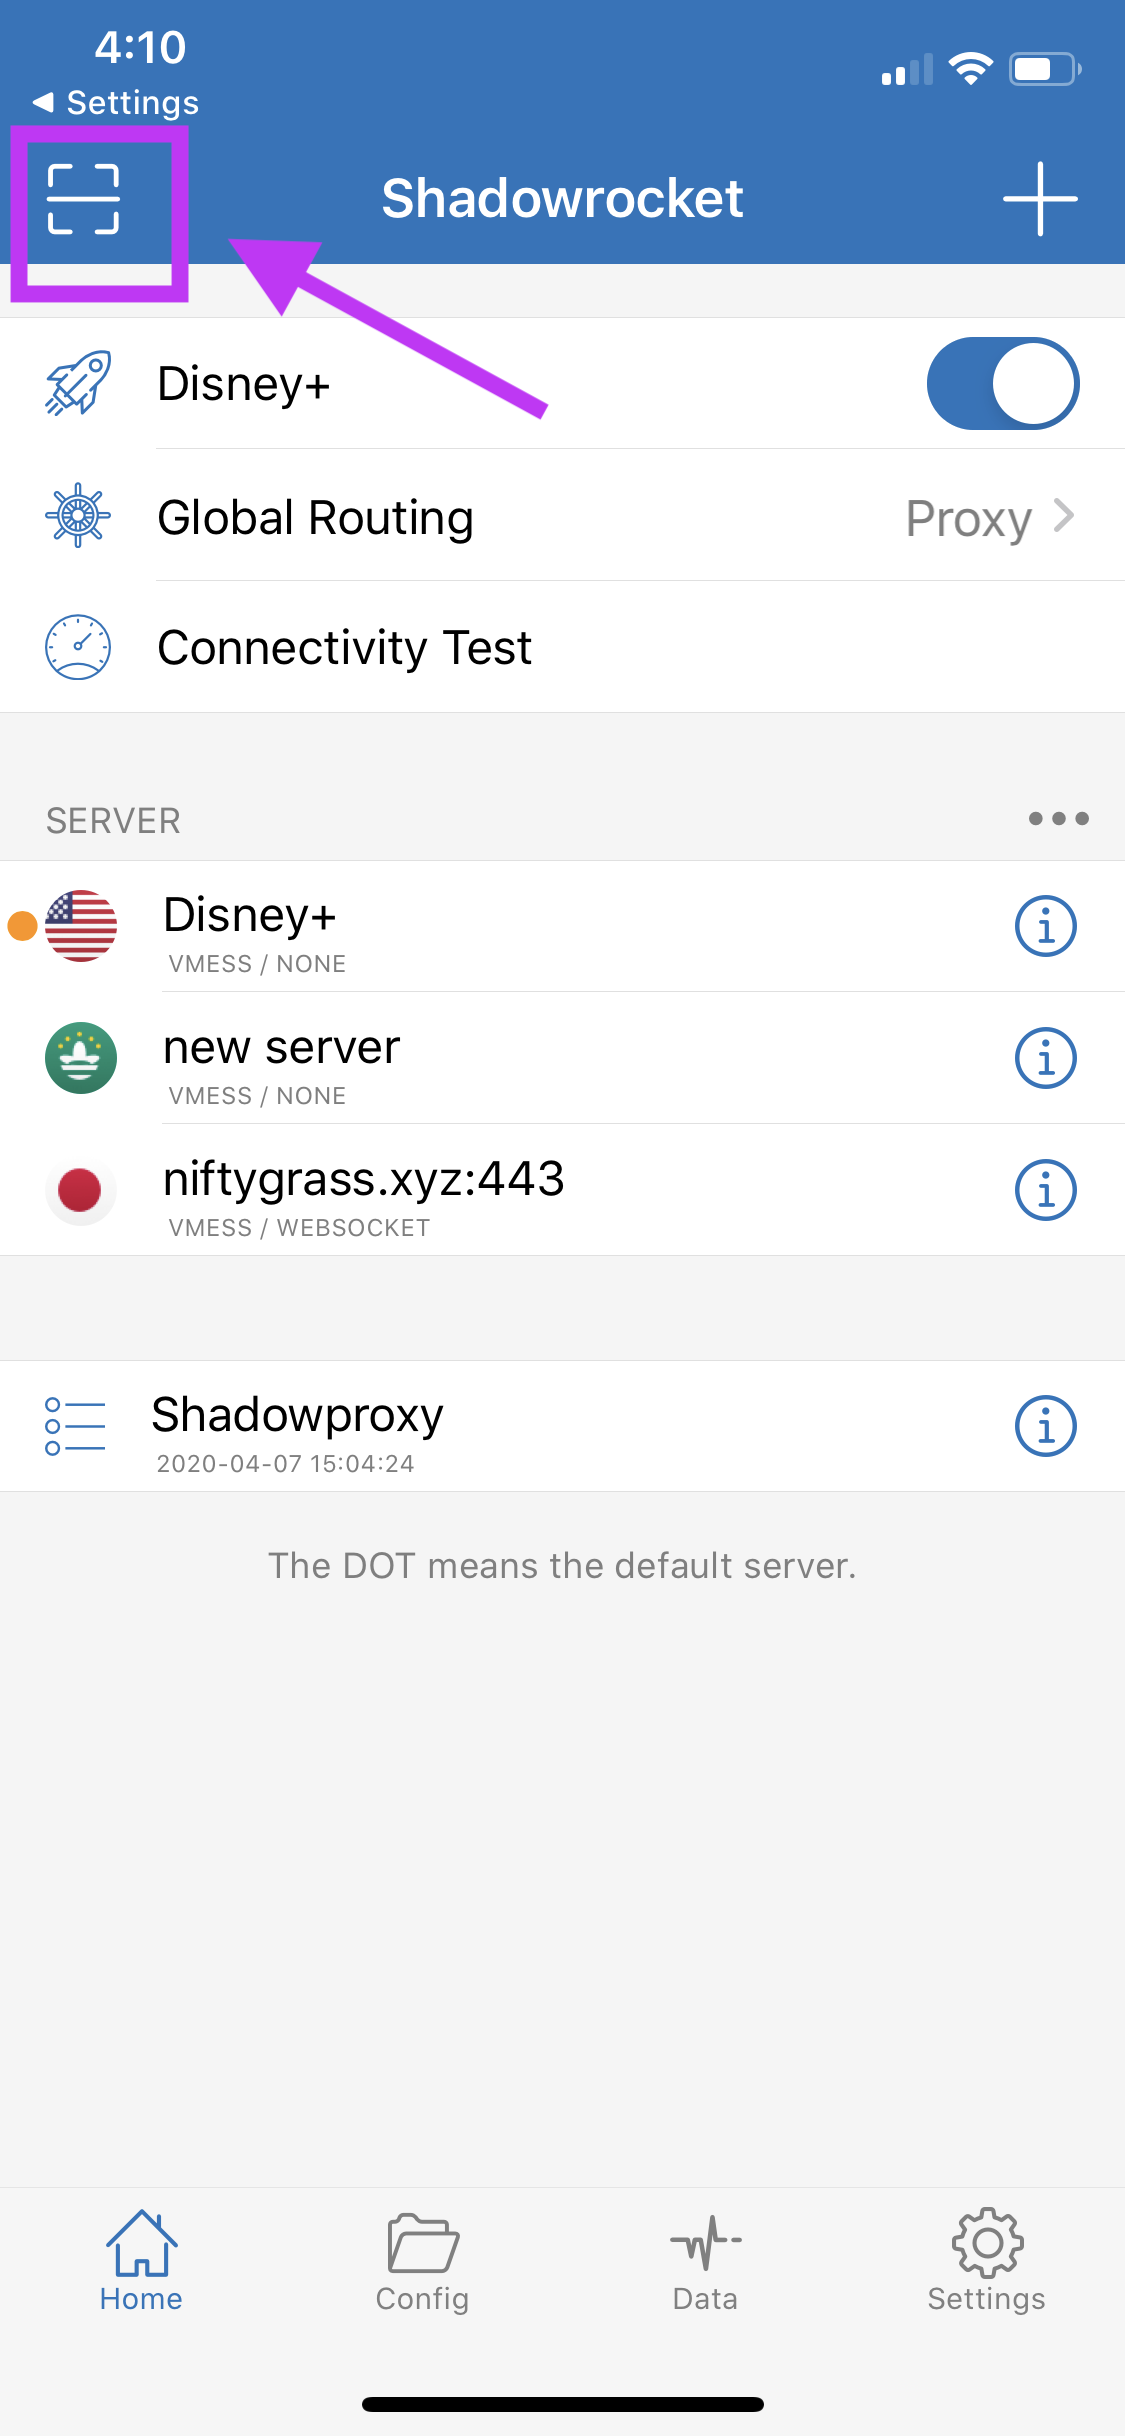 4:10
Settings
Shadowrocket
Disney+
Global Routing
Proxy
Connectivity Test
SERVER
Disney+
VMESS / NONE
new server
VMESS / NONE
niftygrass.xyz:443
VMESS / WEBSOCKET
Shadowproxy
2020-04-07 15:04:24
The DOT means the default server.
Home
Config
Data
Settings